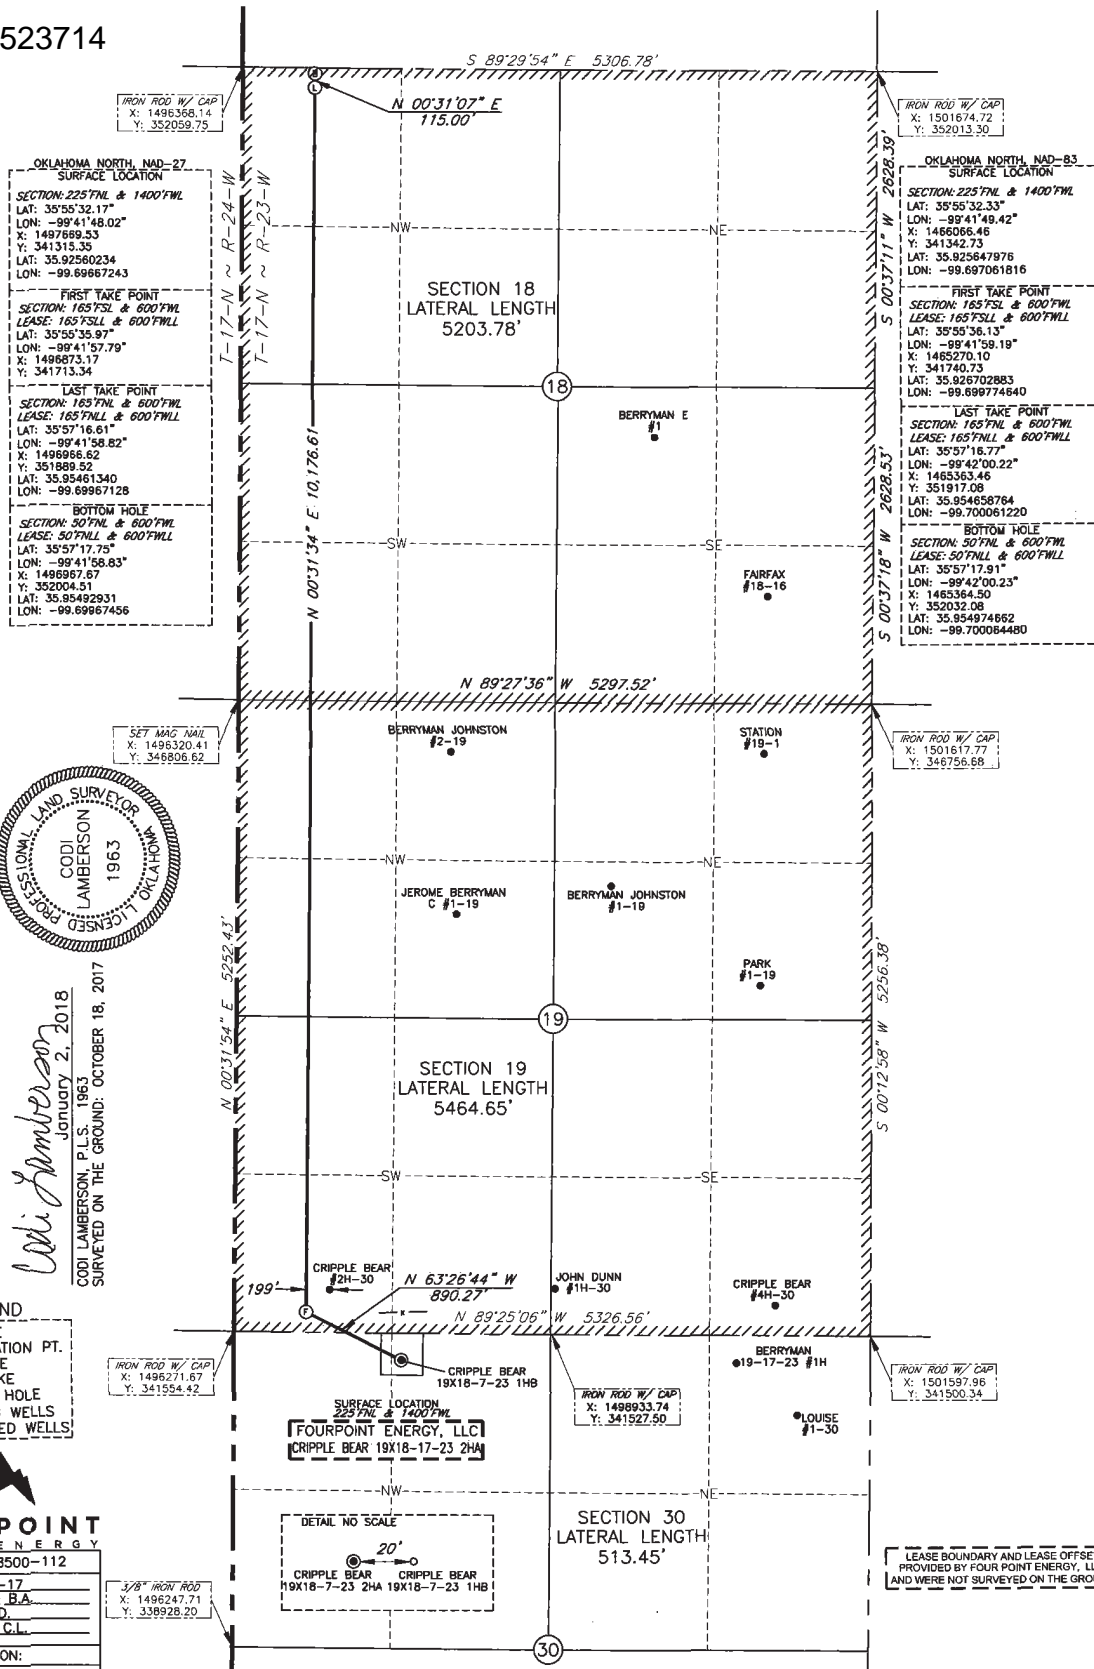 523714
S 89°29'54" E 5306.78'
IRON ROD W/ CAP
X: 1496368.14
Y: 352059.75
N 00°31'07" E
115.00'
IRON ROD W/ CAP
X: 1501674.72
Y: 352013.30
OKLAHOMA NORTH, NAD-27
SURFACE LOCATION
SECTION: 225'FNL & 1400'FWL
LAT: 35°55'32.17"
LON: -99°41'48.02"
X: 1497669.53
Y: 341315.35
LAT: 35.92560234
LON: -99.69667243
FIRST TAKE POINT
SECTION: 165'FSL & 600'FWL
LEASE: 165'FSLL & 600'FWLL
LAT: 35°55'35.97"
LON: -99°41'57.79"
X: 1496873.17
Y: 341713.34
LAST TAKE POINT
SECTION: 165'FNL & 600'FWL
LEASE: 165'FNLL & 600'FWLL
LAT: 35°57'16.61"
LON: -99°41'58.82"
X: 1496966.62
Y: 351889.52
LAT: 35.95461340
LON: -99.69967128
BOTTOM HOLE
SECTION: 50'FNL & 600'FWL
LEASE: 50'FNLL & 600'FWLL
LAT: 35°57'17.75"
LON: -99°41'58.83"
X: 1496967.67
Y: 352004.51
LAT: 35.95492931
LON: -99.69967456
OKLAHOMA NORTH, NAD-83
SURFACE LOCATION
SECTION: 225'FNL & 1400'FWL
LAT: 35°55'32.33"
LON: -99°41'49.42"
X: 1466066.46
Y: 341342.73
LAT: 35.925647976
LON: -99.697061816
FIRST TAKE POINT
SECTION: 165'FSL & 600'FWL
LEASE: 165'FSLL & 600'FWLL
LAT: 35°55'36.13"
LON: -99°41'59.19"
X: 1465270.10
Y: 341740.73
LAT: 35.926702883
LON: -99.699774640
LAST TAKE POINT
SECTION: 165'FNL & 600'FWL
LEASE: 165'FNLL & 600'FWLL
LAT: 35°57'16.77"
LON: -99°42'00.22"
X: 1465363.46
Y: 351917.08
LAT: 35.954658764
LON: -99.700061220
BOTTOM HOLE
SECTION: 50'FNL & 600'FWL
LEASE: 50'FNLL & 600'FWLL
LAT: 35°57'17.91"
LON: -99°42'00.23"
X: 1465364.50
Y: 352032.08
LAT: 35.954974662
LON: -99.700064480
T-17-N ~ R-24-W
T-17-N ~ R-23-W
L
N 00°31'34" E 10,176.61'
S 00°37'11" W 2628.39'
S 00°37'18" W 2628.53'
NW
NE
SECTION 18
LATERAL LENGTH
5203.78'
18
BERRYMAN E
#1
SW
SE
FAIRFAX
#18-16
N 89°27'36" W 5297.52'
SET MAG NAIL
X: 1496320.41
Y: 346806.62
BERRYMAN JOHNSTON
#2-19
STATION
#19-1
IRON ROD W/ CAP
X: 1501617.77
Y: 346756.68
LICENSED PROFESSIONAL LAND SURVEYOR
OKLAHOMA
CODI
LAMBERSON
1963
NW
NE
JEROME BERRYMAN
C #1-19
BERRYMAN JOHNSTON
#1-19
PARK
#1-19
N 00°31'54" E 5252.43'
S 00°12'58" W 5256.38'
19
SECTION 19
LATERAL LENGTH
5464.65'
Codi Lamberson
January 2, 2018
CODI LAMBERSON, P.L.S. 1963
SURVEYED ON THE GROUND: OCTOBER 18, 2017
SW
SE
CRIPPLE BEAR
#2H-30
199'
N 63°26'44" W
890.27'
JOHN DUNN
#1H-30
CRIPPLE BEAR
#4H-30
F
x
N 89°25'06" W 5326.56'
ND
TION PT.
E
KE
HOLE
WELLS
ED WELLS
IRON ROD W/ CAP
X: 1496271.67
Y: 341554.42
CRIPPLE BEAR
19X18-7-23 1HB
BERRYMAN
19-17-23 #1H
IRON ROD W/ CAP
X: 1498933.74
Y: 341527.50
IRON ROD W/ CAP
X: 1501597.96
Y: 341500.34
LOUISE
#1-30
SURFACE LOCATION
225'FNL & 1400'FWL
FOURPOINT ENERGY, LLC
CRIPPLE BEAR 19X18-17-23 2HA
NW
NE
SECTION 30
LATERAL LENGTH
513.45'
POINT
ENERGY
3500-112
-17
B.A.
D.
C.L.
ON:
DETAIL NO SCALE
20'
CRIPPLE BEAR CRIPPLE BEAR
19X18-7-23 2HA 19X18-7-23 1HB
3/8" IRON ROD
X: 1496247.71
Y: 338928.20
LEASE BOUNDARY AND LEASE OFFSE
PROVIDED BY FOUR POINT ENERGY, LL
AND WERE NOT SURVEYED ON THE GROU
30